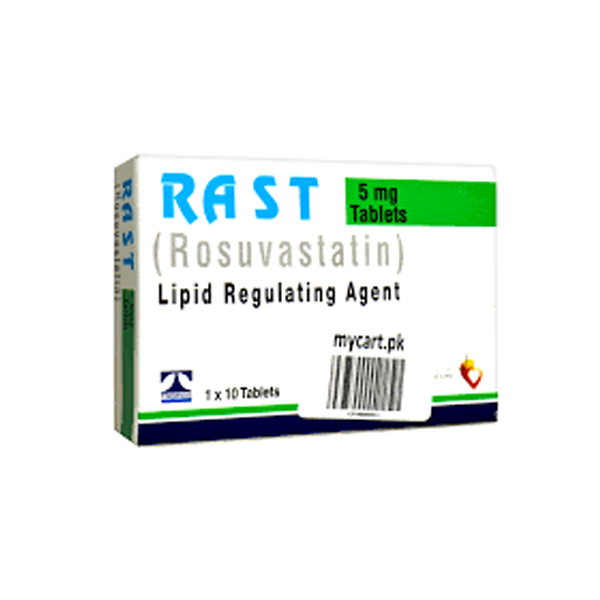 RAST
5 mg
Tablets
(Rosuvastatin)
Lipid Regulating Agent
mycart.pk
1 x 10 Tablets
RAST
(Rosuvastatin)